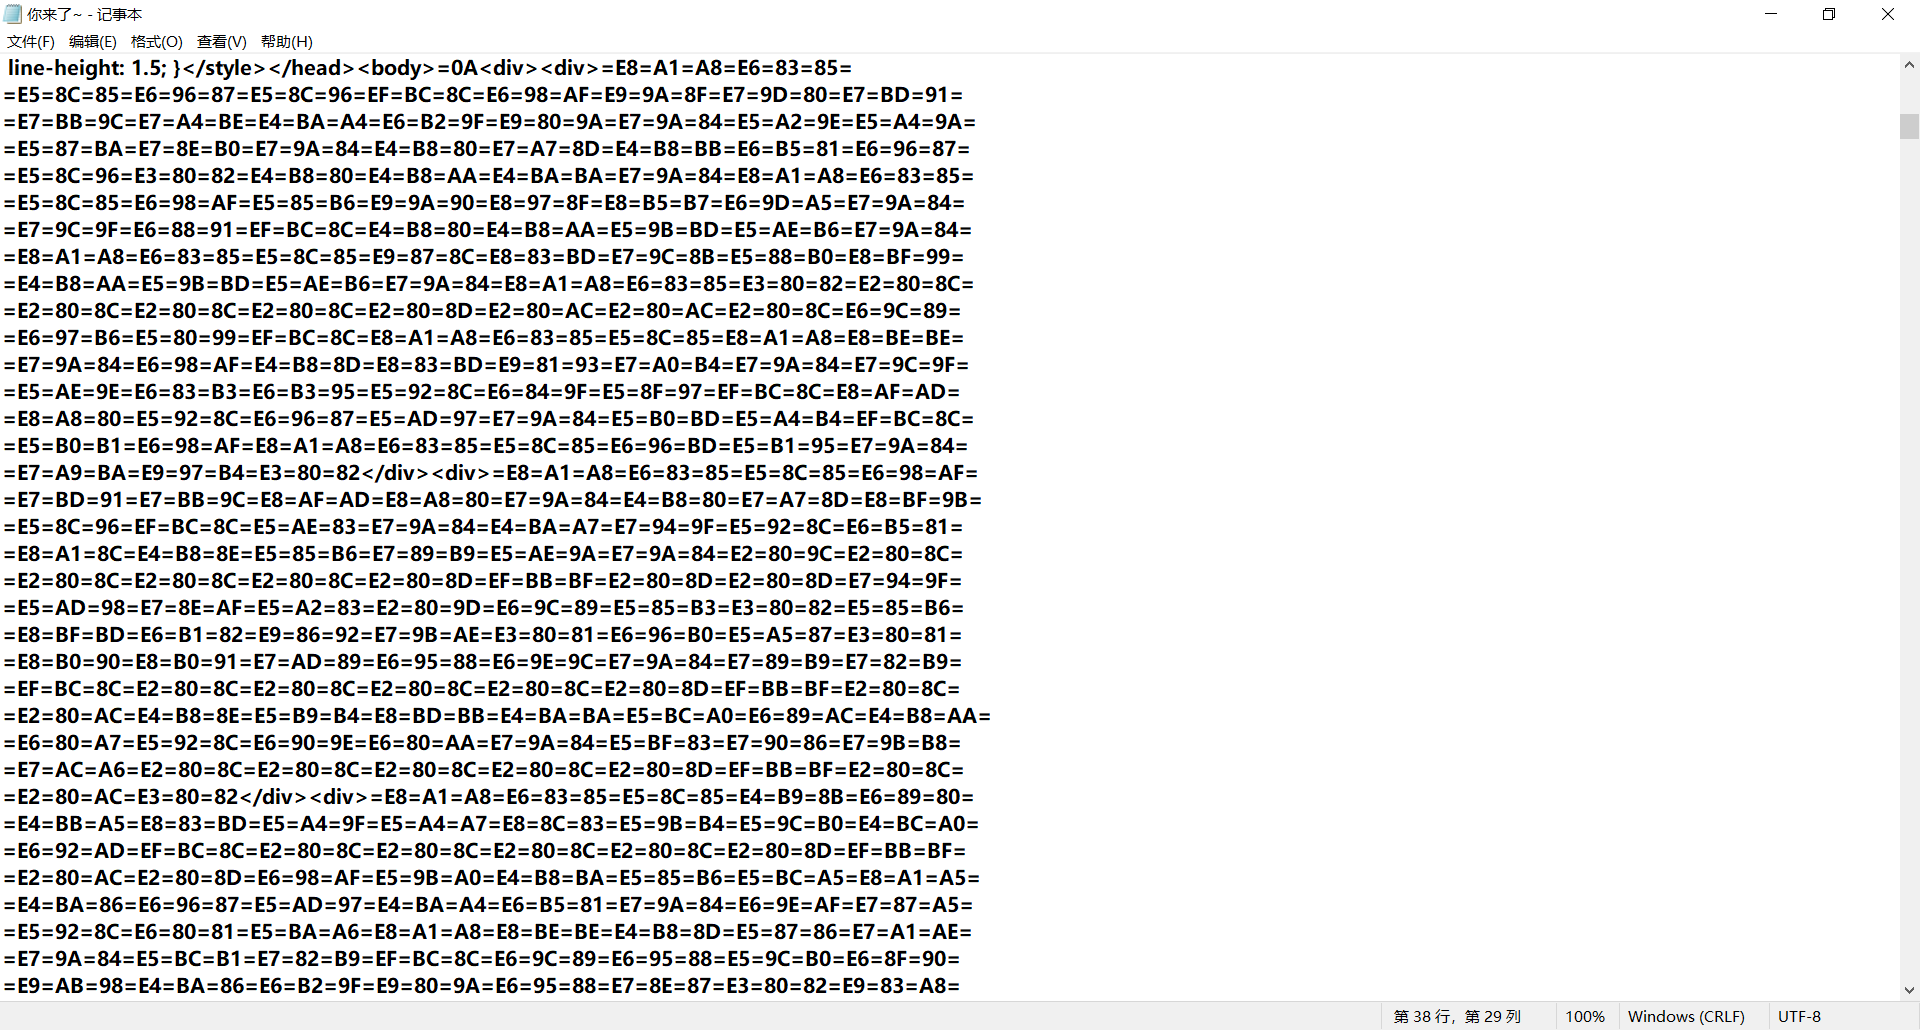 你来了~ - 记事本
文件(F) 编辑(E) 格式(O) 查看(V) 帮助(H)
line-height: 1.5; }</style></head><body>=0A<div><div>=E8=A1=A8=E6=83=85=
=E5=8C=85=E6=96=87=E5=8C=96=EF=BC=8C=E6=98=AF=E9=9A=8F=E7=9D=80=E7=BD=91=
=E7=BB=9C=E7=A4=BE=E4=BA=A4=E6=B2=9F=E9=80=9A=E7=9A=84=E5=A2=9E=E5=A4=9A=
=E5=87=BA=E7=8E=B0=E7=9A=84=E4=B8=80=E7=A7=8D=E4=B8=BB=E6=B5=81=E6=96=87=
=E5=8C=96=E3=80=82=E4=B8=80=E4=B8=AA=E4=BA=BA=E7=9A=84=E8=A1=A8=E6=83=85=
=E5=8C=85=E6=98=AF=E5=85=B6=E9=9A=90=E8=97=8F=E8=B5=B7=E6=9D=A5=E7=9A=84=
=E7=9C=9F=E6=88=91=EF=BC=8C=E4=B8=80=E4=B8=AA=E5=9B=BD=E5=AE=B6=E7=9A=84=
=E8=A1=A8=E6=83=85=E5=8C=85=E9=87=8C=E8=83=BD=E7=9C=8B=E5=88=B0=E8=BF=99=
=E4=B8=AA=E5=9B=BD=E5=AE=B6=E7=9A=84=E8=A1=A8=E6=83=85=E3=80=82=E2=80=8C=
=E2=80=8C=E2=80=8C=E2=80=8C=E2=80=8D=E2=80=AC=E2=80=AC=E2=80=8C=E6=9C=89=
=E6=97=B6=E5=80=99=EF=BC=8C=E8=A1=A8=E6=83=85=E5=8C=85=E8=A1=A8=E8=BE=BE=
=E7=9A=84=E6=98=AF=E4=B8=8D=E8=83=BD=E9=81=93=E7=A0=B4=E7=9A=84=E7=9C=9F=
=E5=AE=9E=E6=83=B3=E6=B3=95=E5=92=8C=E6=84=9F=E5=8F=97=EF=BC=8C=E8=AF=AD=
=E8=A8=80=E5=92=8C=E6=96=87=E5=AD=97=E7=9A=84=E5=B0=BD=E5=A4=B4=EF=BC=8C=
=E5=B0=B1=E6=98=AF=E8=A1=A8=E6=83=85=E5=8C=85=E6=96=BD=E5=B1=95=E7=9A=84=
=E7=A9=BA=E9=97=B4=E3=80=82</div><div>=E8=A1=A8=E6=83=85=E5=8C=85=E6=98=AF=
=E7=BD=91=E7=BB=9C=E8=AF=AD=E8=A8=80=E7=9A=84=E4=B8=80=E7=A7=8D=E8=BF=9B=
=E5=8C=96=EF=BC=8C=E5=AE=83=E7=9A=84=E4=BA=A7=E7=94=9F=E5=92=8C=E6=B5=81=
=E8=A1=8C=E4=B8=8E=E5=85=B6=E7=89=B9=E5=AE=9A=E7=9A=84=E2=80=9C=E2=80=8C=
=E2=80=8C=E2=80=8C=E2=80=8C=E2=80=8D=EF=BB=BF=E2=80=8D=E2=80=8D=E7=94=9F=
=E5=AD=98=E7=8E=AF=E5=A2=83=E2=80=9D=E6=9C=89=E5=85=B3=E3=80=82=E5=85=B6=
=E8=BF=BD=E6=B1=82=E9=86=92=E7=9B=AE=E3=80=81=E6=96=B0=E5=A5=87=E3=80=81=
=E8=B0=90=E8=B0=91=E7=AD=89=E6=95=88=E6=9E=9C=E7=9A=84=E7=89=B9=E7=82=B9=
=EF=BC=8C=E2=80=8C=E2=80=8C=E2=80=8C=E2=80=8C=E2=80=8D=EF=BB=BF=E2=80=8C=
=E2=80=AC=E4=B8=8E=E5=B9=B4=E8=BD=BB=E4=BA=BA=E5=BC=A0=E6=89=AC=E4=B8=AA=
=E6=80=A7=E5=92=8C=E6=90=9E=E6=80=AA=E7=9A=84=E5=BF=83=E7=90=86=E7=9B=B8=
=E7=AC=A6=E2=80=8C=E2=80=8C=E2=80=8C=E2=80=8C=E2=80=8D=EF=BB=BF=E2=80=8C=
=E2=80=AC=E3=80=82</div><div>=E8=A1=A8=E6=83=85=E5=8C=85=E4=B9=8B=E6=89=80=
=E4=BB=A5=E8=83=BD=E5=A4=9F=E5=A4=A7=E8=8C=83=E5=9B=B4=E5=9C=B0=E4=BC=A0=
=E6=92=AD=EF=BC=8C=E2=80=8C=E2=80=8C=E2=80=8C=E2=80=8C=E2=80=8D=EF=BB=BF=
=E2=80=AC=E2=80=8D=E6=98=AF=E5=9B=A0=E4=B8=BA=E5=85=B6=E5=BC=A5=E8=A1=A5=
=E4=BA=86=E6=96=87=E5=AD=97=E4=BA=A4=E6=B5=81=E7=9A=84=E6=9E=AF=E7=87=A5=
=E5=92=8C=E6=80=81=E5=BA=A6=E8=A1=A8=E8=BE=BE=E4=B8=8D=E5=87=86=E7=A1=AE=
=E7=9A=84=E5=BC=B1=E7=82=B9=EF=BC=8C=E6=9C=89=E6=95=88=E5=9C=B0=E6=8F=90=
=E9=AB=98=E4=BA=86=E6=B2=9F=E9=80=9A=E6=95=88=E7=8E=87=E3=80=82=E9=83=A8=
第 38 行，第 29 列 100% Windows (CRLF) UTF-8